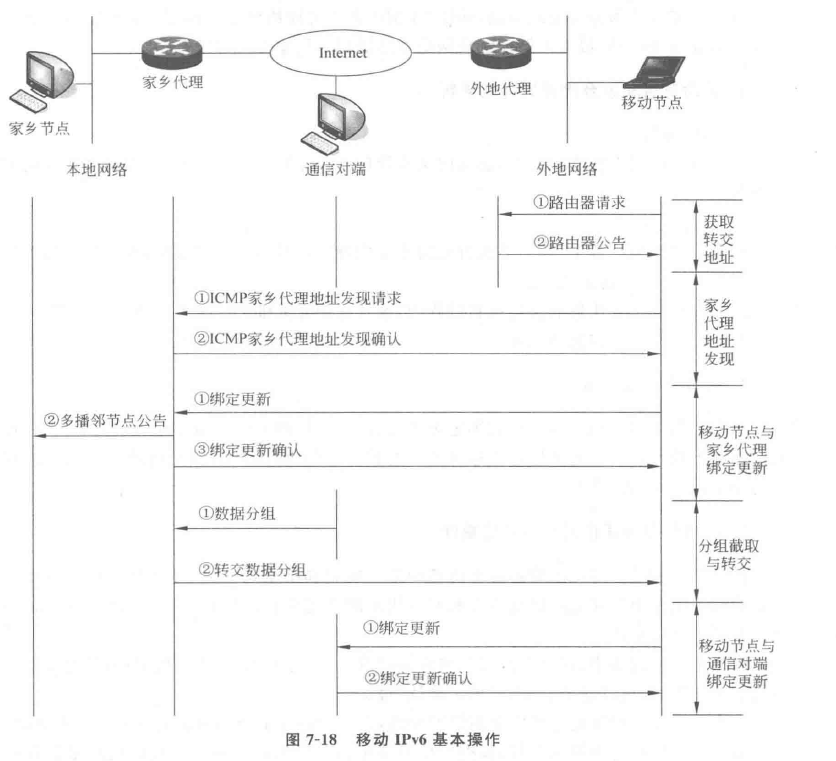 Internet
家乡代理
外地代理
移动节点
家乡节点
本地网络
通信对端
外地网络
①路由器请求
②路由器公告
获取
转交
地址
①ICMP家乡代理地址发现请求
②ICMP家乡代理地址发现确认
家乡
代理
地址
发现
①绑定更新
②多播邻节点公告
③绑定更新确认
移动节点与
家乡代理
绑定更新
①数据分组
②转交数据分组
分组截取
与转交
①绑定更新
②绑定更新确认
移动节点与
通信对端
绑定更新
图 7-18 移动 IPv6 基本操作